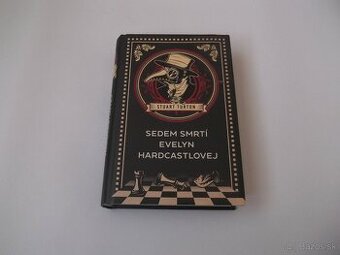 STUART TURTON
SEDEM SMRTÍ
EVELYN
HARDCASTLOVEJ